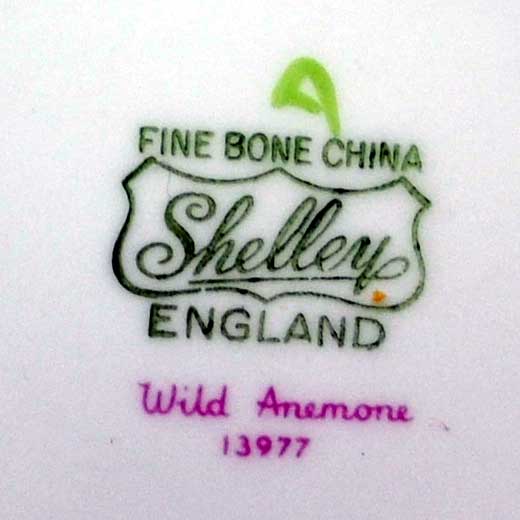 A
FINE BONE CHINA
Shelley
ENGLAND
Wild Anemone
13977